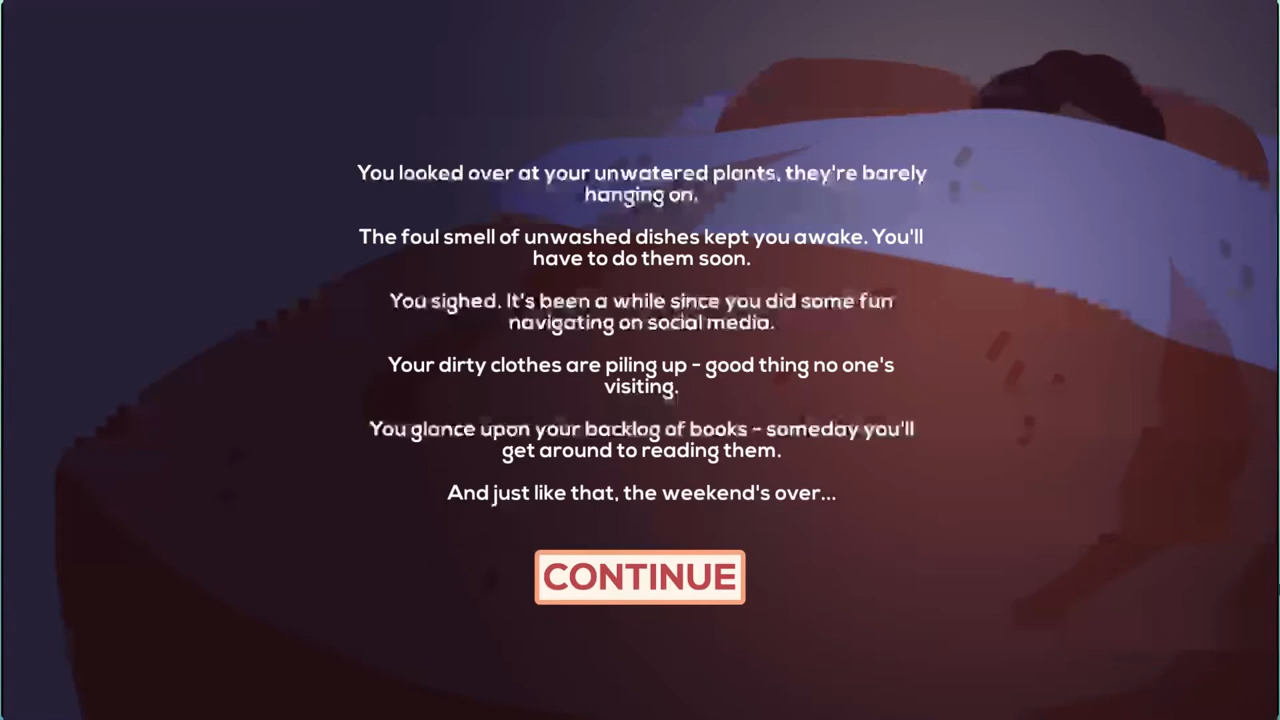 You looked over at your unwatered plants, they're barely
hanging on.
The foul smell of unwashed dishes kept you awake. You'll
have to do them soon.
You sighed. It's been a while since you did some fun
navigating on social media.
Your dirty clothes are piling up - good thing no one's
visiting.
You glance upon your backlog of books - someday you'll
get around to reading them.
And just like that, the weekend's over...
CONTINUE